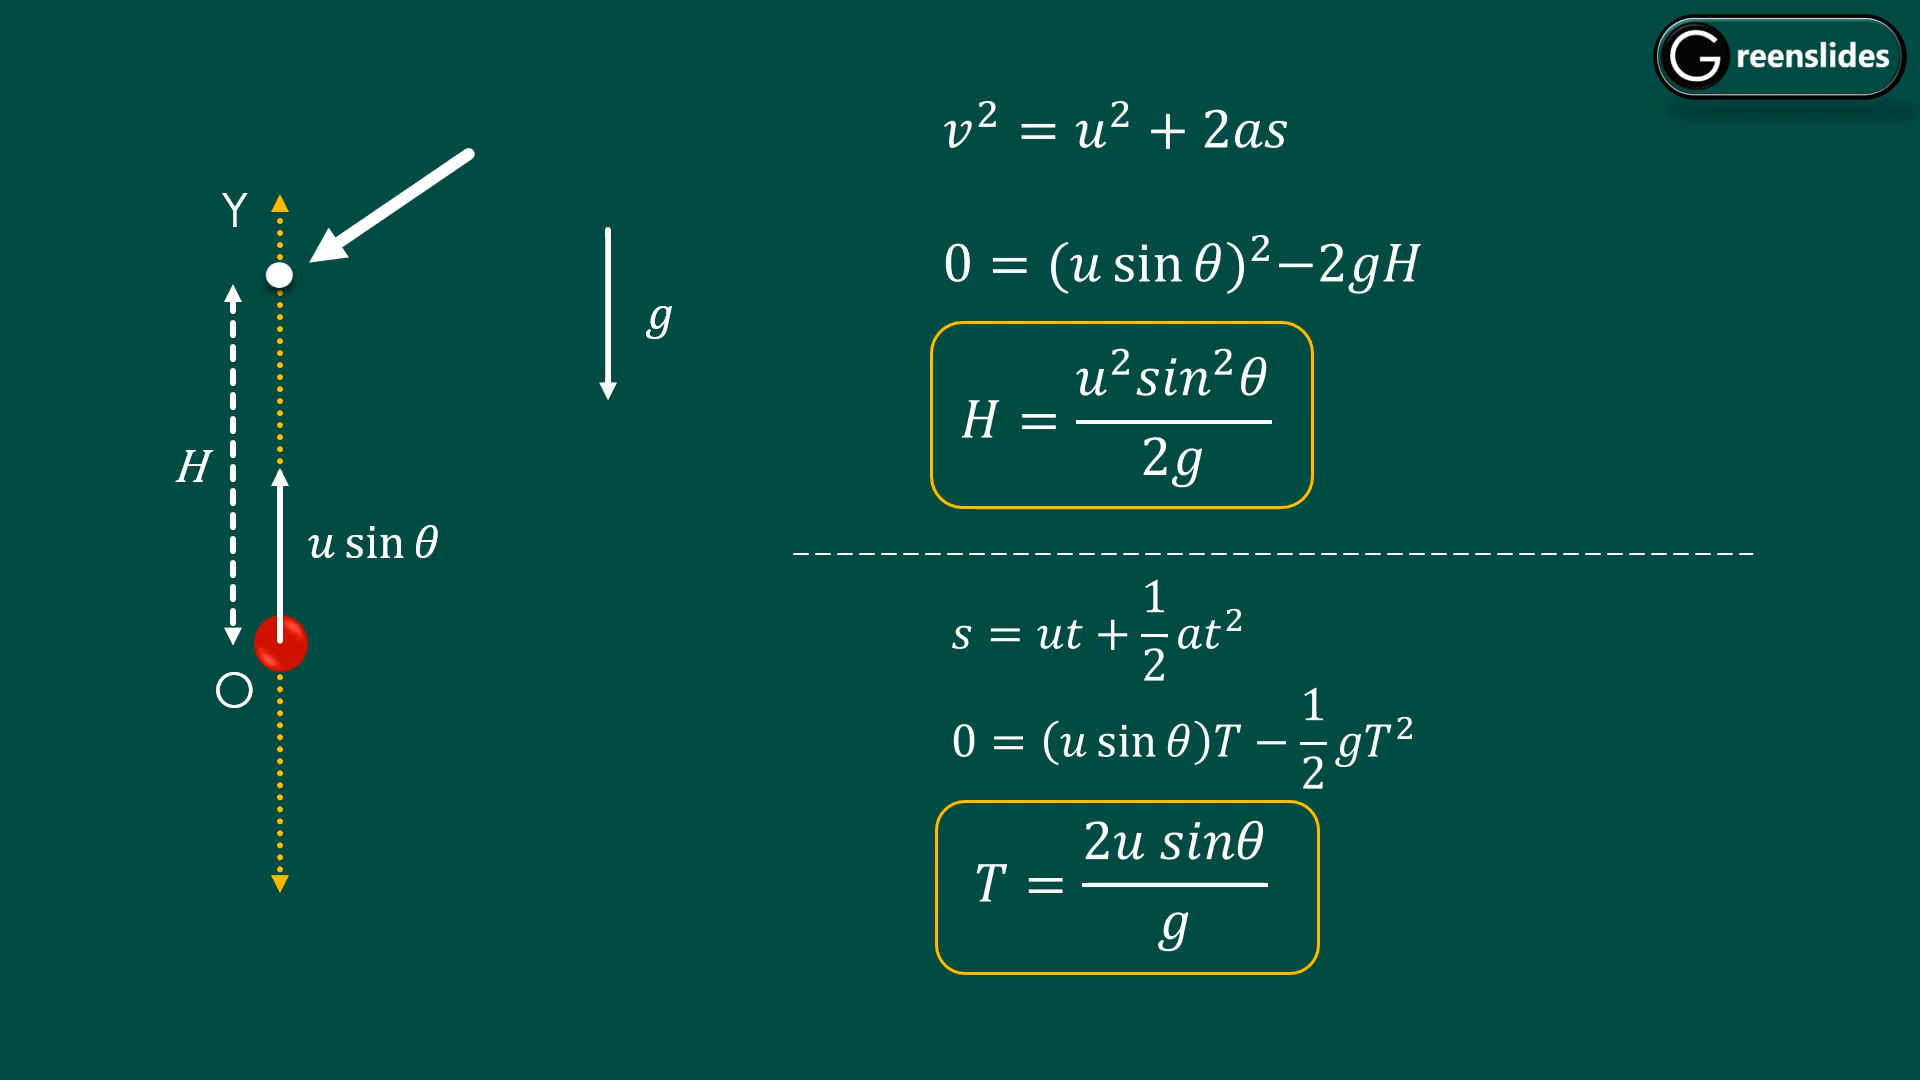 Greenslides
Y
g
H
u sin θ
O
v² = u² + 2as
0 = (u sin θ)²−2gH
H = u²sin²θ / 2g
s = ut + 1/2 at²
0 = (u sin θ)T − 1/2 gT²
T = 2u sinθ / g